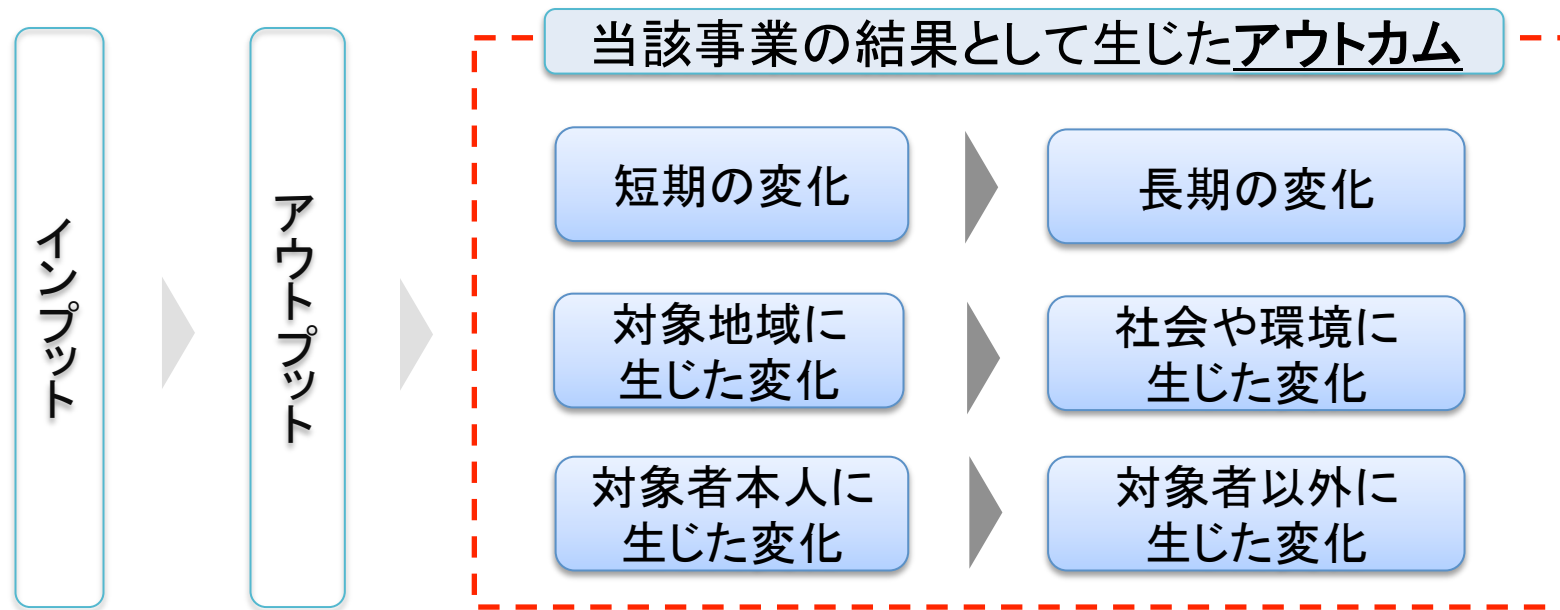 インプット
アウトプット
当該事業の結果として生じたアウトカム
短期の変化
長期の変化
対象地域に
生じた変化
社会や環境に
生じた変化
対象者本人に
生じた変化
対象者以外に
生じた変化